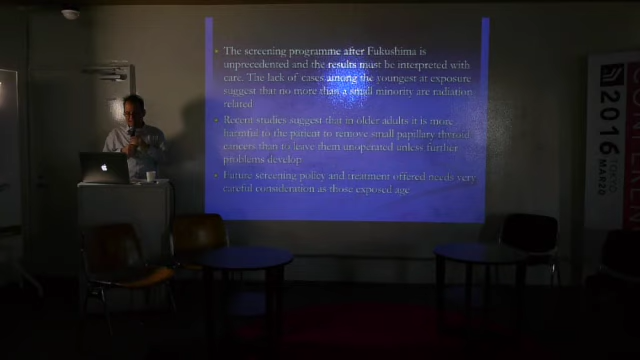 The screening programme after Fukushima is
unprecedented and the results must be interpreted with
care. The lack of cases among the youngest at exposure
suggest that no more than a small minority are radiation
related
Recent studies suggest that in older adults it is more
harmful to the patient to remove small papillary thyroid
cancers than to leave them unoperated unless further
problems develop
Future screening policy and treatment offered needs very
careful consideration as those exposed age
2016
TOKYO
MAR20